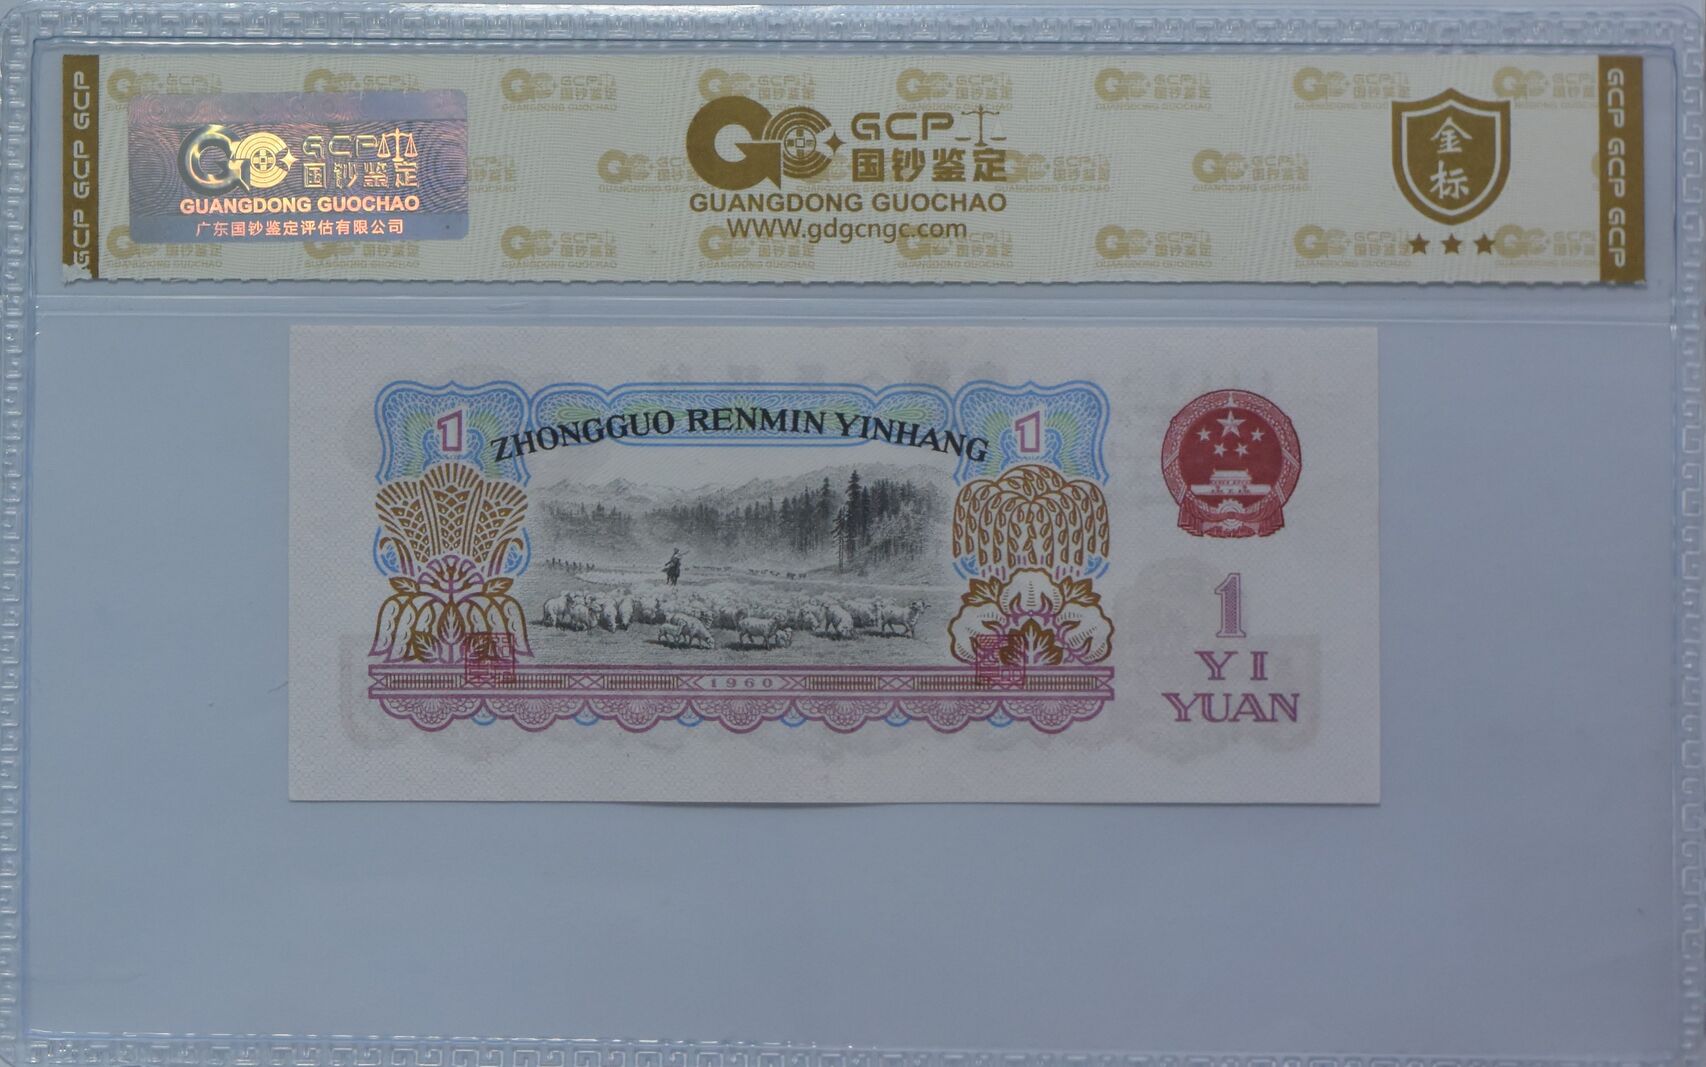 GCP GCP GCP
GCP
国钞鉴定
GUANGDONG GUOCHAO
广东国钞鉴定评估有限公司
GCP
国钞鉴定
GUANGDONG GUOCHAO
WWW.gdgcngc.com
金
标
GCP GCP GCP
1
ZHONGGUO RENMIN YINHANG
1
1960
1
YI
YUAN